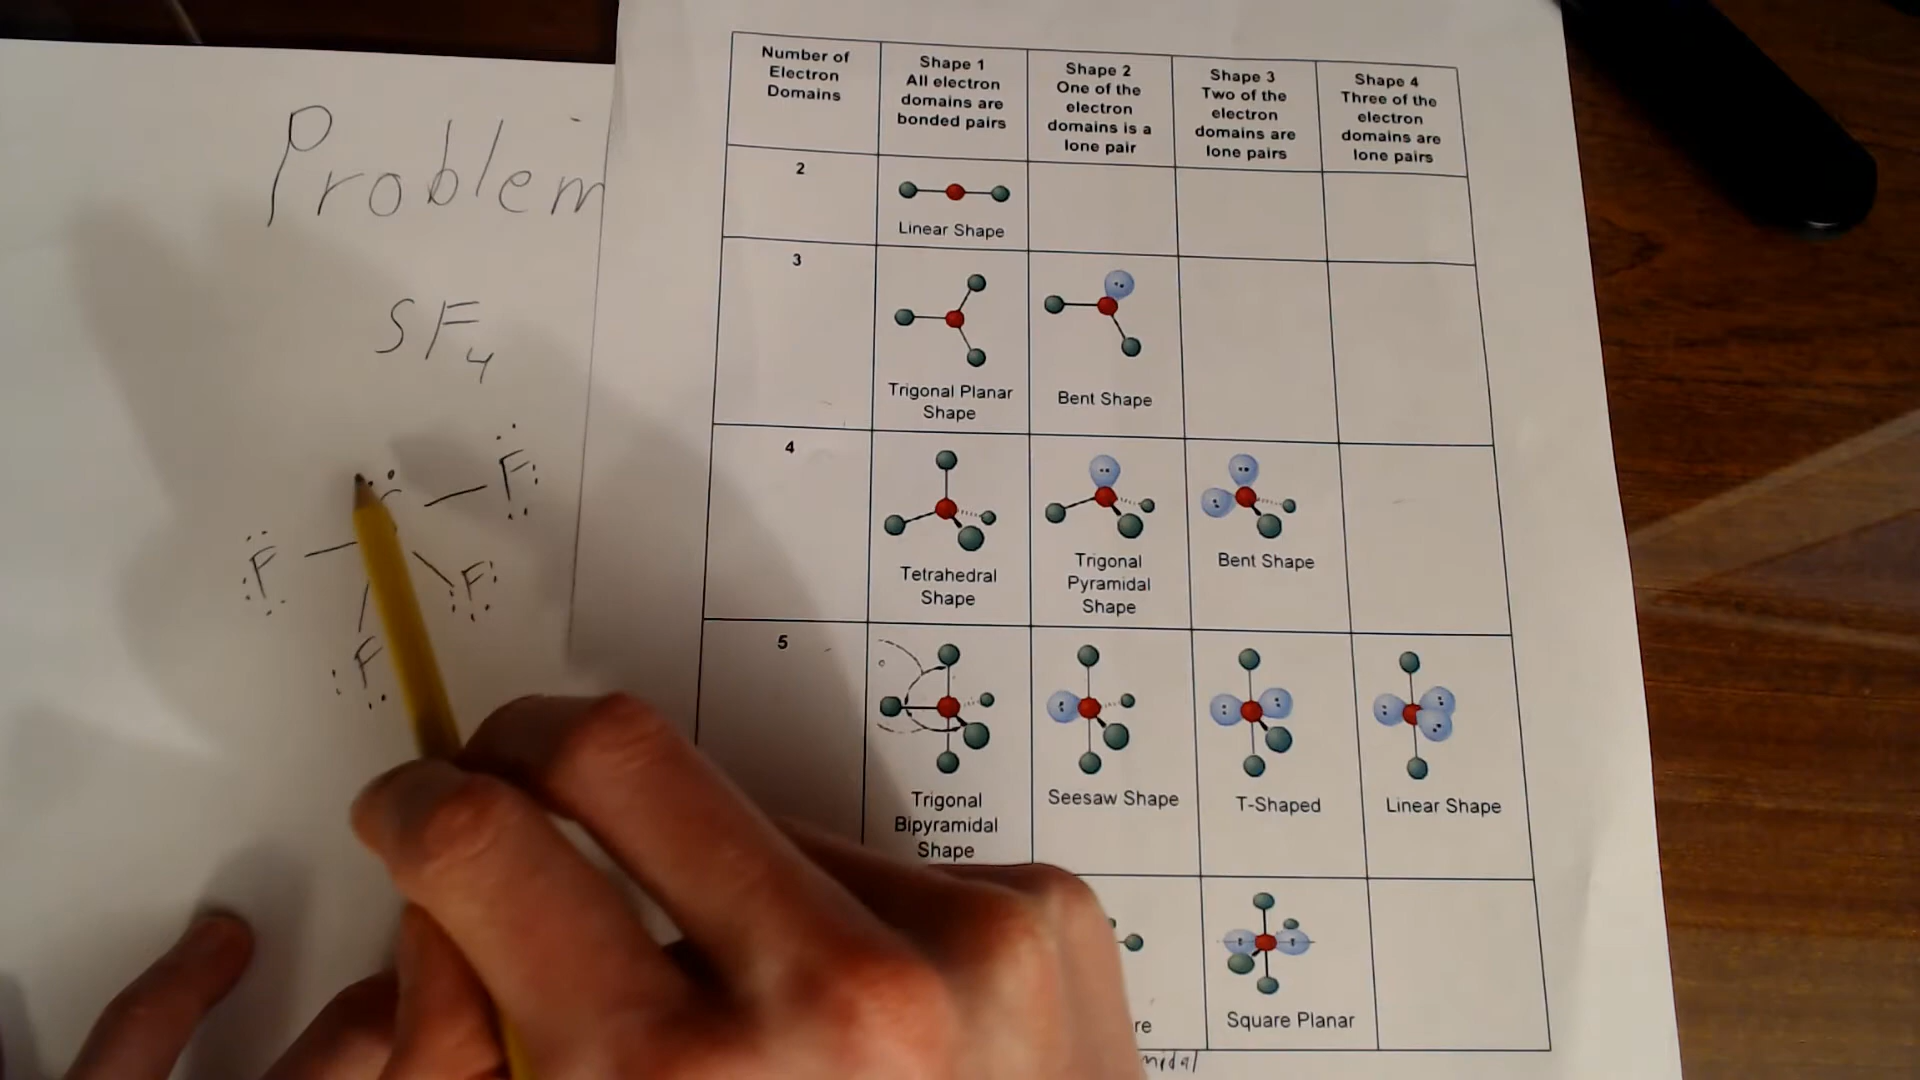 Problem
SF4
F
F
F
F
Number of
Electron
Domains
Shape 1
All electron
domains are
bonded pairs
Shape 2
One of the
electron
domains is a
lone pair
Shape 3
Two of the
electron
domains are
lone pairs
Shape 4
Three of the
electron
domains are
lone pairs
2
Linear Shape
3
Trigonal Planar
Shape
Bent Shape
4
Tetrahedral
Shape
Trigonal
Pyramidal
Shape
Bent Shape
5
Trigonal
Bipyramidal
Shape
Seesaw Shape
T-Shaped
Linear Shape
Square Planar